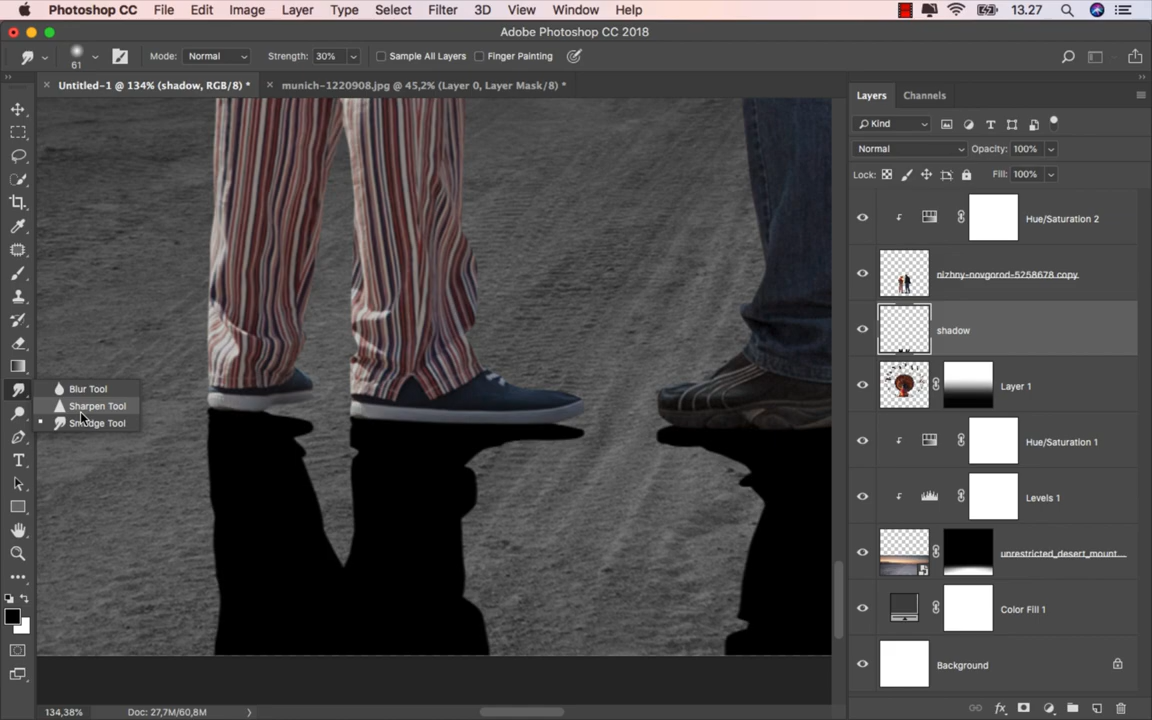 Photoshop CC File Edit Image Layer Type Select Filter 3D View Window Help 13.27
Adobe Photoshop CC 2018
61 Mode: Normal Strength: 30% Sample All Layers Finger Painting
Untitled-1 @ 134% (shadow, RGB/8) * munich-1220908.jpg @ 45,2% (Layer 0, Layer Mask/8) *
Layers Channels
Kind
Normal Opacity: 100%
Lock: Fill: 100%
Hue/Saturation 2
nizhny-novgorod-5258678 copy
shadow
Layer 1
Blur Tool
Sharpen Tool
Smudge Tool
Hue/Saturation 1
Levels 1
unrestricted_desert_mount...
Color Fill 1
Background
134,38% Doc: 27,7M/60,8M